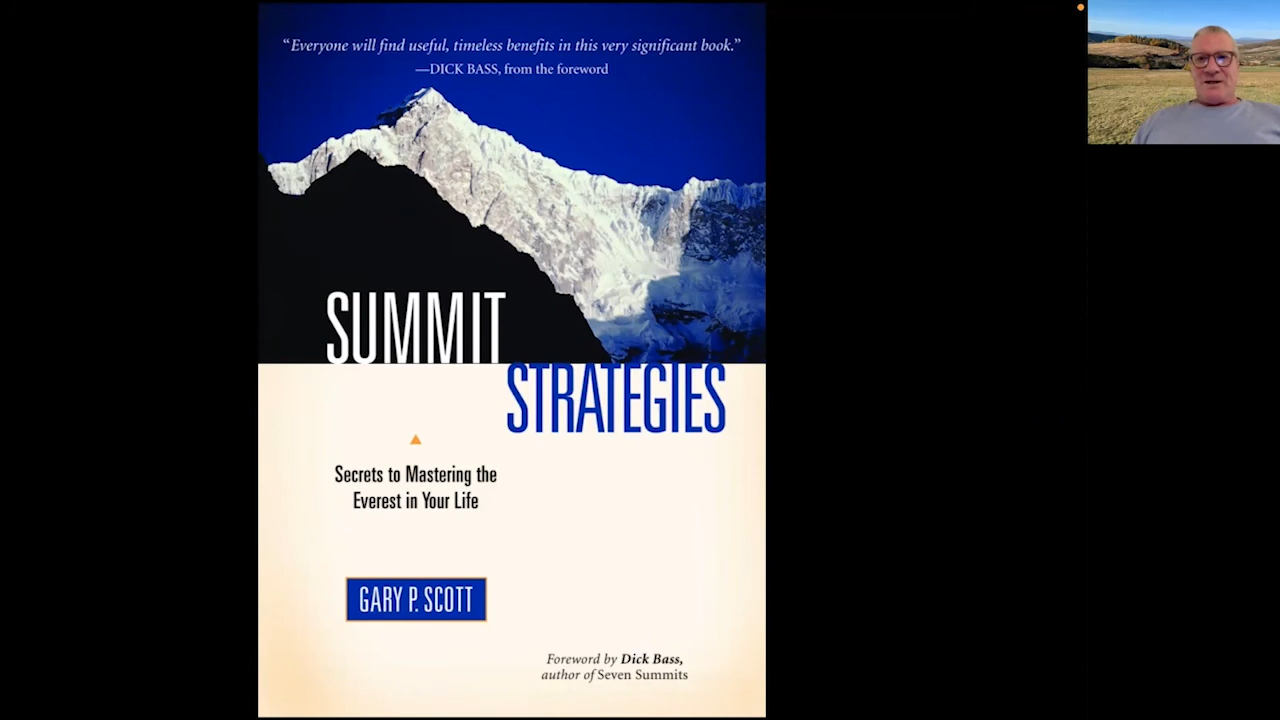 “Everyone will find useful, timeless benefits in this very significant book.”
—DICK BASS, from the foreword
SUMMIT
STRATEGIES
Secrets to Mastering the
Everest in Your Life
GARY P. SCOTT
Foreword by Dick Bass,
author of Seven Summits